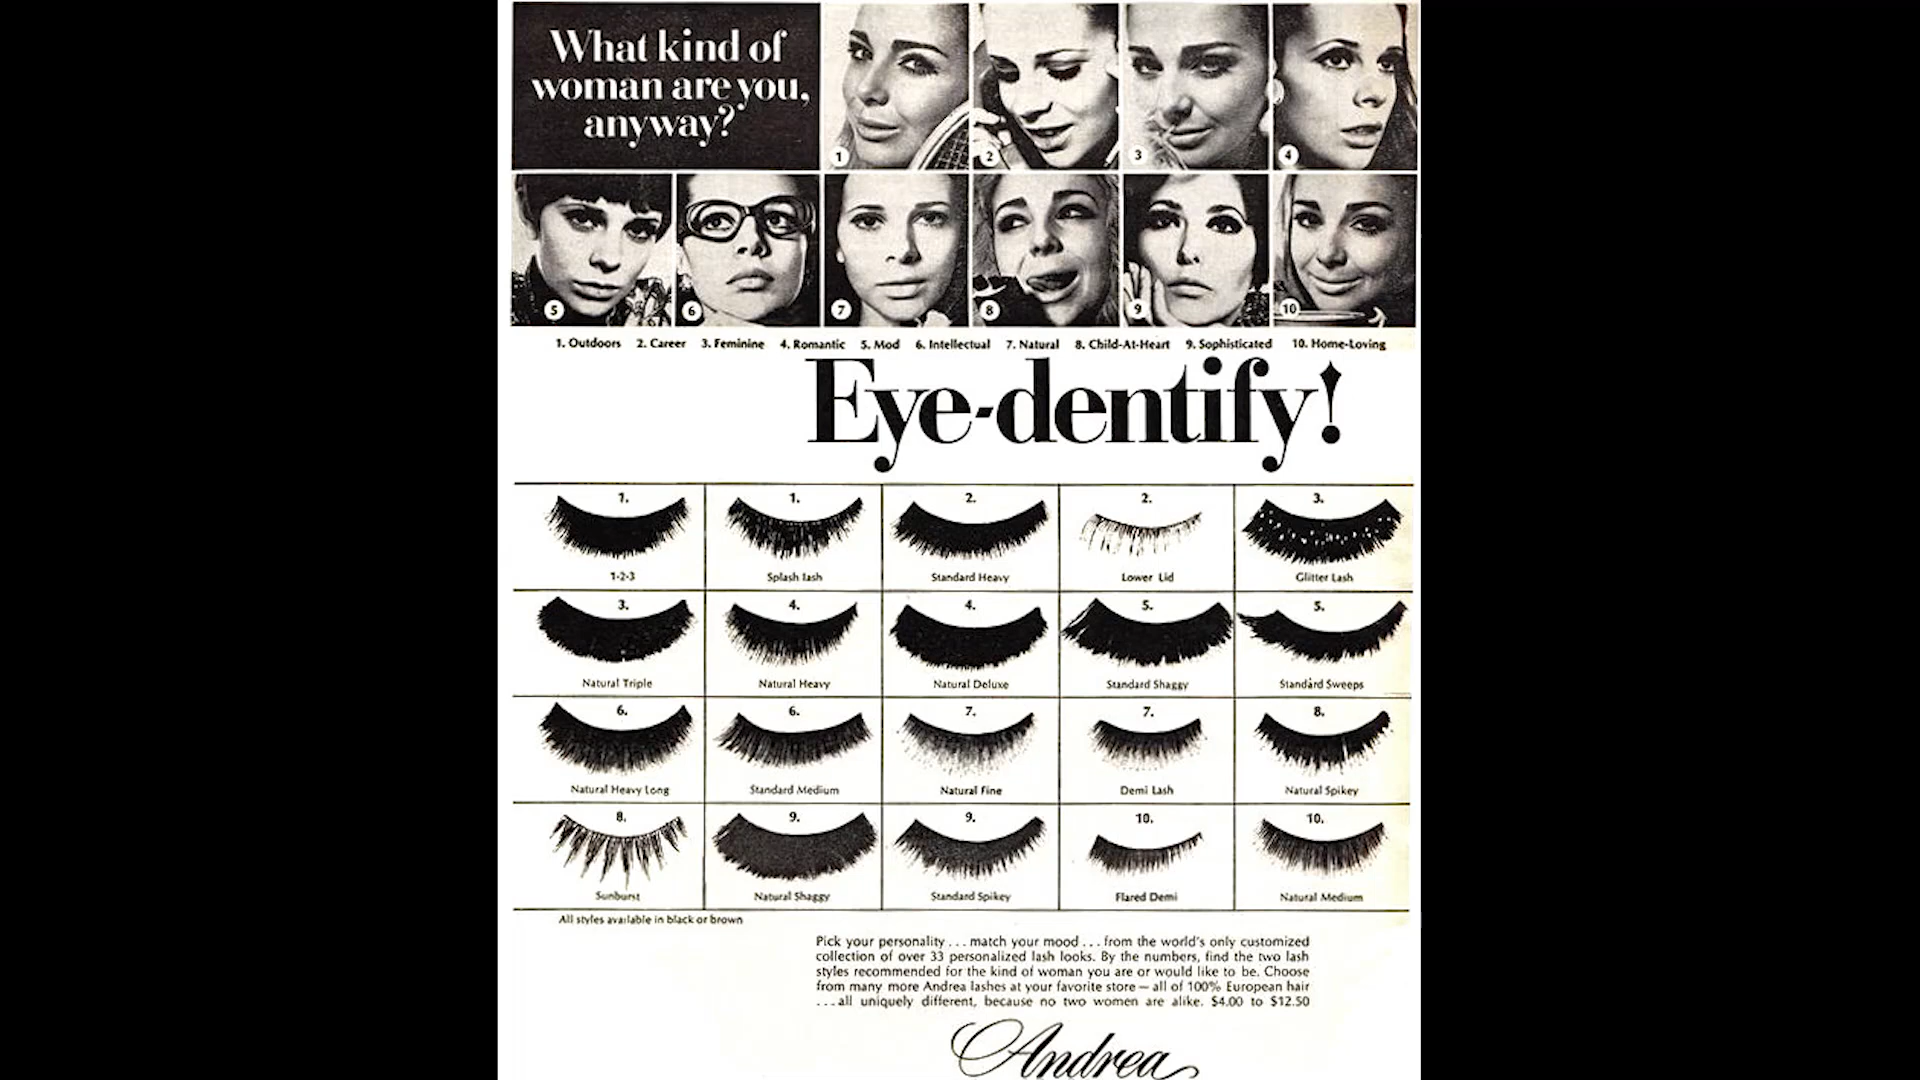 What kind of
woman are you,
anyway?
1
2
3
4
5
6
7
8
9
10
1. Outdoors 2. Career 3. Feminine 4. Romantic 5. Mod 6. Intellectual 7. Natural 8. Child-At-Heart 9. Sophisticated 10. Home-Loving
Eye-dentify!
1. 1. 2. 2. 3.
1-2-3 Splash lash Standard Heavy Lower Lid Glitter Lash
3. 4. 4. 5. 5.
Natural Triple Natural Heavy Natural Deluxe Standard Shaggy Standard Sweeps
6. 6. 7. 7. 8.
Natural Heavy Long Standard Medium Natural Fine Demi Lash Natural Spikey
8. 9. 9. 10. 10.
Sunburst Natural Shaggy Standard Spikey Flared Demi Natural Medium
All styles available in black or brown
Pick your personality . . . match your mood . . . from the world's only customized
collection of over 33 personalized lash looks. By the numbers, find the two lash
styles recommended for the kind of woman you are or would like to be. Choose
from many more Andrea lashes at your favorite store — all of 100% European hair
. . . all uniquely different, because no two women are alike. $4.00 to $12.50
Andrea